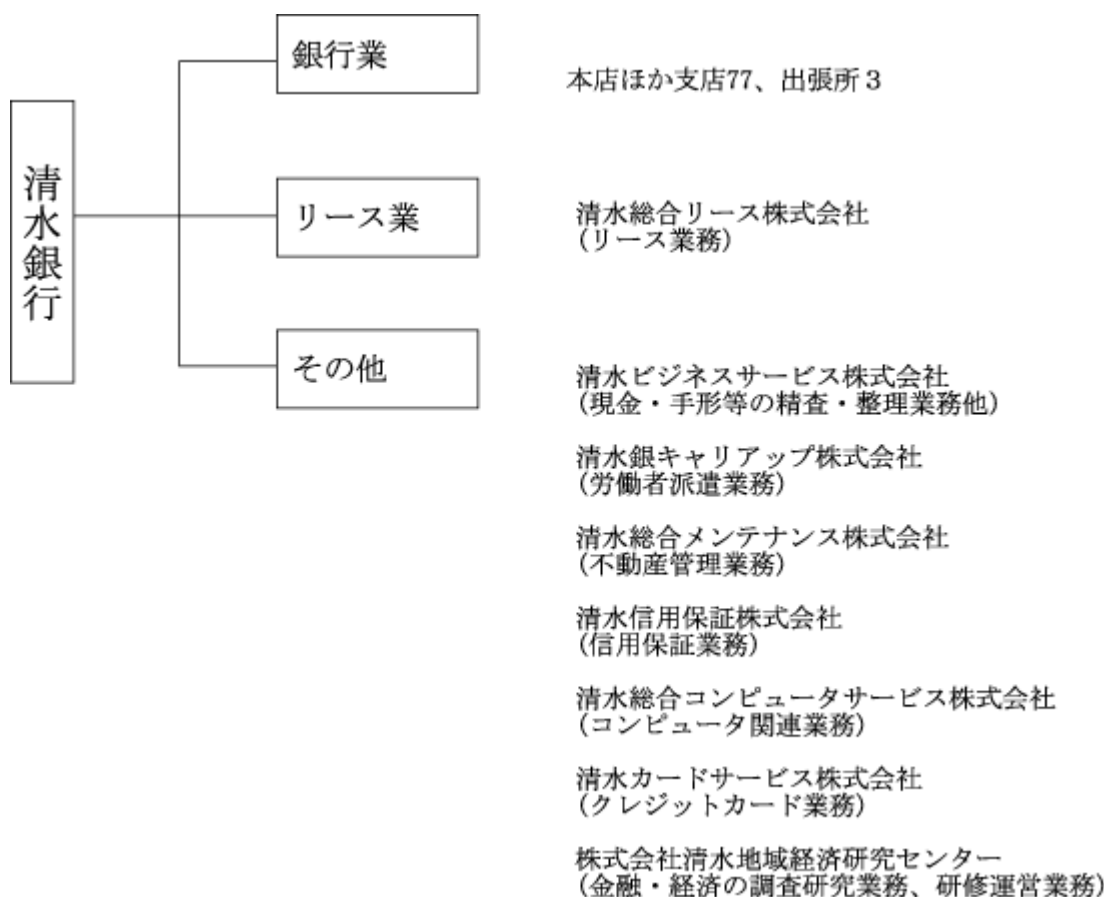 清水銀行
銀行業
本店ほか支店77、出張所3
リース業
清水総合リース株式会社
(リース業務)
その他
清水ビジネスサービス株式会社
(現金・手形等の精査・整理業務他)
清水銀キャリアップ株式会社
(労働者派遣業務)
清水総合メンテナンス株式会社
(不動産管理業務)
清水信用保証株式会社
(信用保証業務)
清水総合コンピュータサービス株式会社
(コンピュータ関連業務)
清水カードサービス株式会社
(クレジットカード業務)
株式会社清水地域経済研究センター
(金融・経済の調査研究業務、研修運営業務)